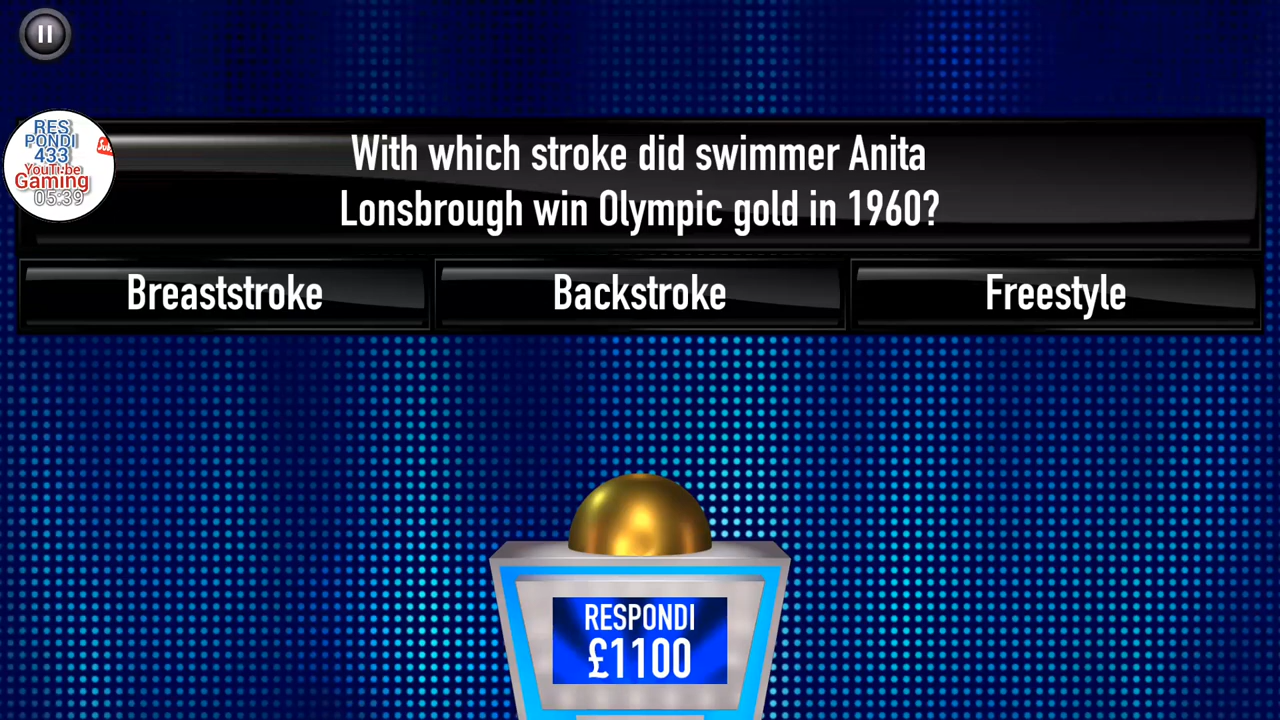 RES
PONDI
433
YouTube
Gaming
05:39
With which stroke did swimmer Anita
Lonsbrough win Olympic gold in 1960?
Breaststroke
Backstroke
Freestyle
RESPONDI
£1100